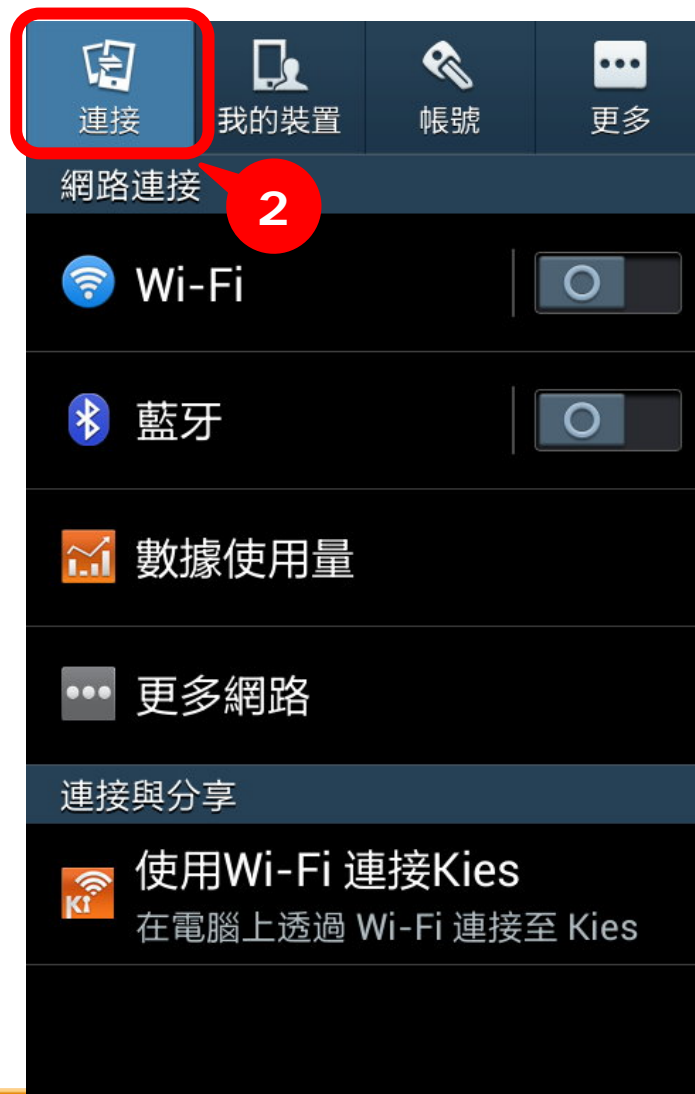 連接 我的裝置 帳號 更多
網路連接
2
Wi-Fi
藍牙
數據使用量
更多網路
連接與分享
使用Wi-Fi 連接Kies
Ki
在電腦上透過 Wi-Fi 連接至 Kies